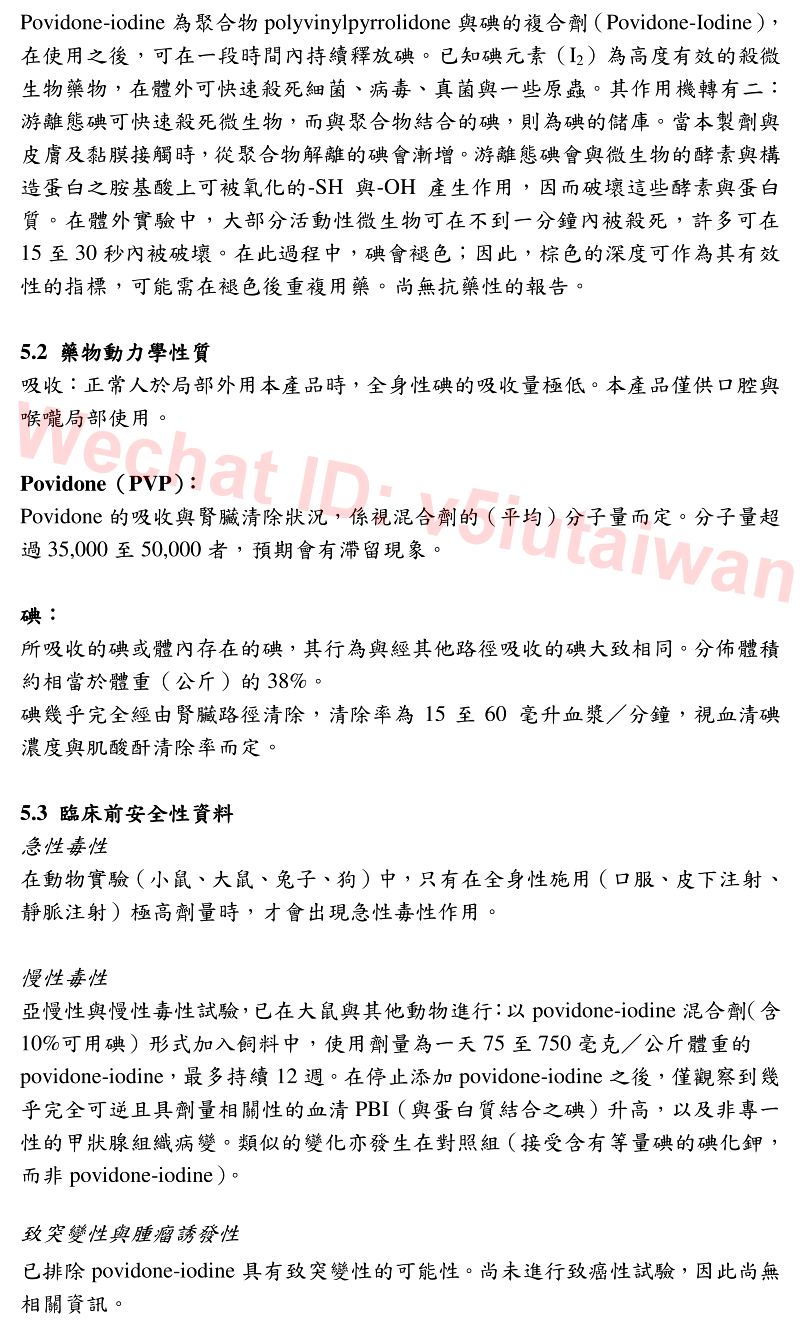 Povidone-iodine 為聚合物 polyvinylpyrrolidone 與碘的複合劑（Povidone-Iodine），
在使用之後，可在一段時間內持續釋放碘。已知碘元素（I₂）為高度有效的殺微
生物藥物，在體外可快速殺死細菌、病毒、真菌與一些原蟲。其作用機轉有二：
游離態碘可快速殺死微生物，而與聚合物結合的碘，則為碘的儲庫。當本製劑與
皮膚及黏膜接觸時，從聚合物解離的碘會漸增。游離態碘會與微生物的酵素與構
造蛋白之胺基酸上可被氧化的-SH 與-OH 產生作用，因而破壞這些酵素與蛋白
質。在體外實驗中，大部分活動性微生物可在不到一分鐘內被殺死，許多可在
15 至 30 秒內被破壞。在此過程中，碘會褪色；因此，棕色的深度可作為其有效
性的指標，可能需在褪色後重複用藥。尚無抗藥性的報告。
5.2 藥物動力學性質
吸收：正常人於局部外用本產品時，全身性碘的吸收量極低。本產品僅供口腔與
喉嚨局部使用。
Wechat ID: v5iutaiwan
Povidone（PVP）：
Povidone 的吸收與腎臟清除狀況，係視混合劑的（平均）分子量而定。分子量超
過 35,000 至 50,000 者，預期會有滯留現象。
碘：
所吸收的碘或體內存在的碘，其行為與經其他路徑吸收的碘大致相同。分佈體積
約相當於體重（公斤）的 38%。
碘幾乎完全經由腎臟路徑清除，清除率為 15 至 60 毫升血漿／分鐘，視血清碘
濃度與肌酸酐清除率而定。
5.3 臨床前安全性資料
急性毒性
在動物實驗（小鼠、大鼠、兔子、狗）中，只有在全身性施用（口服、皮下注射、
靜脈注射）極高劑量時，才會出現急性毒性作用。
慢性毒性
亞慢性與慢性毒性試驗，已在大鼠與其他動物進行：以 povidone-iodine 混合劑（含
10%可用碘）形式加入飼料中，使用劑量為一天 75 至 750 毫克／公斤體重的
povidone-iodine，最多持續 12 週。在停止添加 povidone-iodine 之後，僅觀察到幾
乎完全可逆且具劑量相關性的血清 PBI（與蛋白質結合之碘）升高，以及非專一
性的甲狀腺組織病變。類似的變化亦發生在對照組（接受含有等量碘的碘化鉀，
而非 povidone-iodine）。
致突變性與腫瘤誘發性
已排除 povidone-iodine 具有致突變性的可能性。尚未進行致癌性試驗，因此尚無
相關資訊。